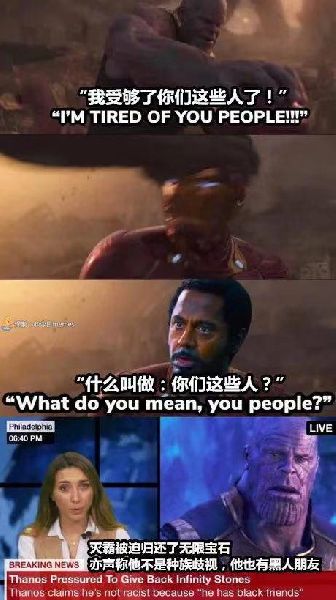 “我受够了你们这些人了！”
“I'M TIRED OF YOU PEOPLE!!!”
“什么叫做：你们这些人？”
“What do you mean, you people?”
Philadelphia
06:40 PM
LIVE
灭霸被迫归还了无限宝石
BREAKING NEWS
亦声称他不是种族歧视，他也有黑人朋友
Thanos Pressured To Give Back Infinity Stones
Thanos claims he's not racist because "he has black friends"